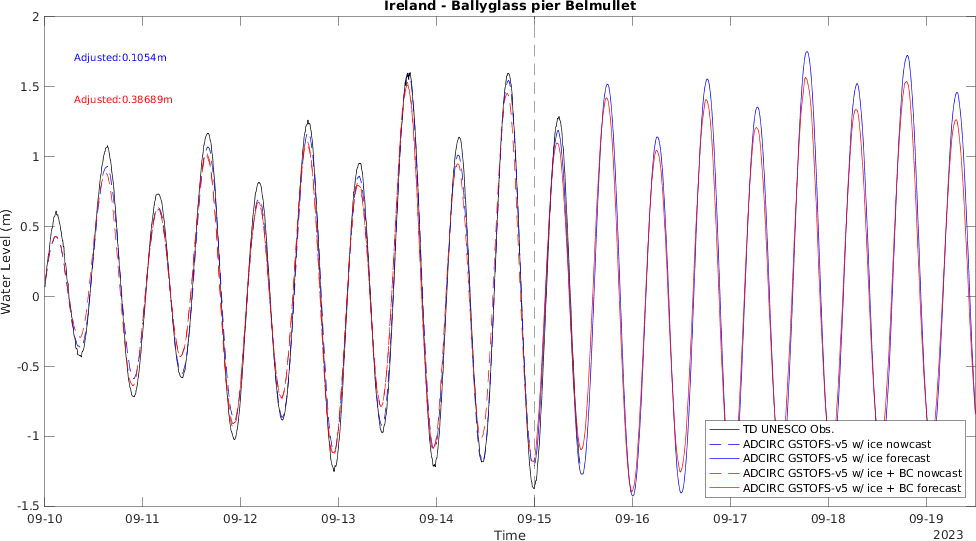 Ireland - Ballyglass pier Belmullet
Adjusted:0.1054m
Adjusted:0.38689m
Water Level (m)
2
1.5
1
0.5
0
-0.5
-1
-1.5
TD UNESCO Obs.
ADCIRC GSTOFS-v5 w/ ice nowcast
ADCIRC GSTOFS-v5 w/ ice forecast
ADCIRC GSTOFS-v5 w/ ice + BC nowcast
ADCIRC GSTOFS-v5 w/ ice + BC forecast
09-10 09-11 09-12 09-13 09-14 09-15 09-16 09-17 09-18 09-19
Time
2023